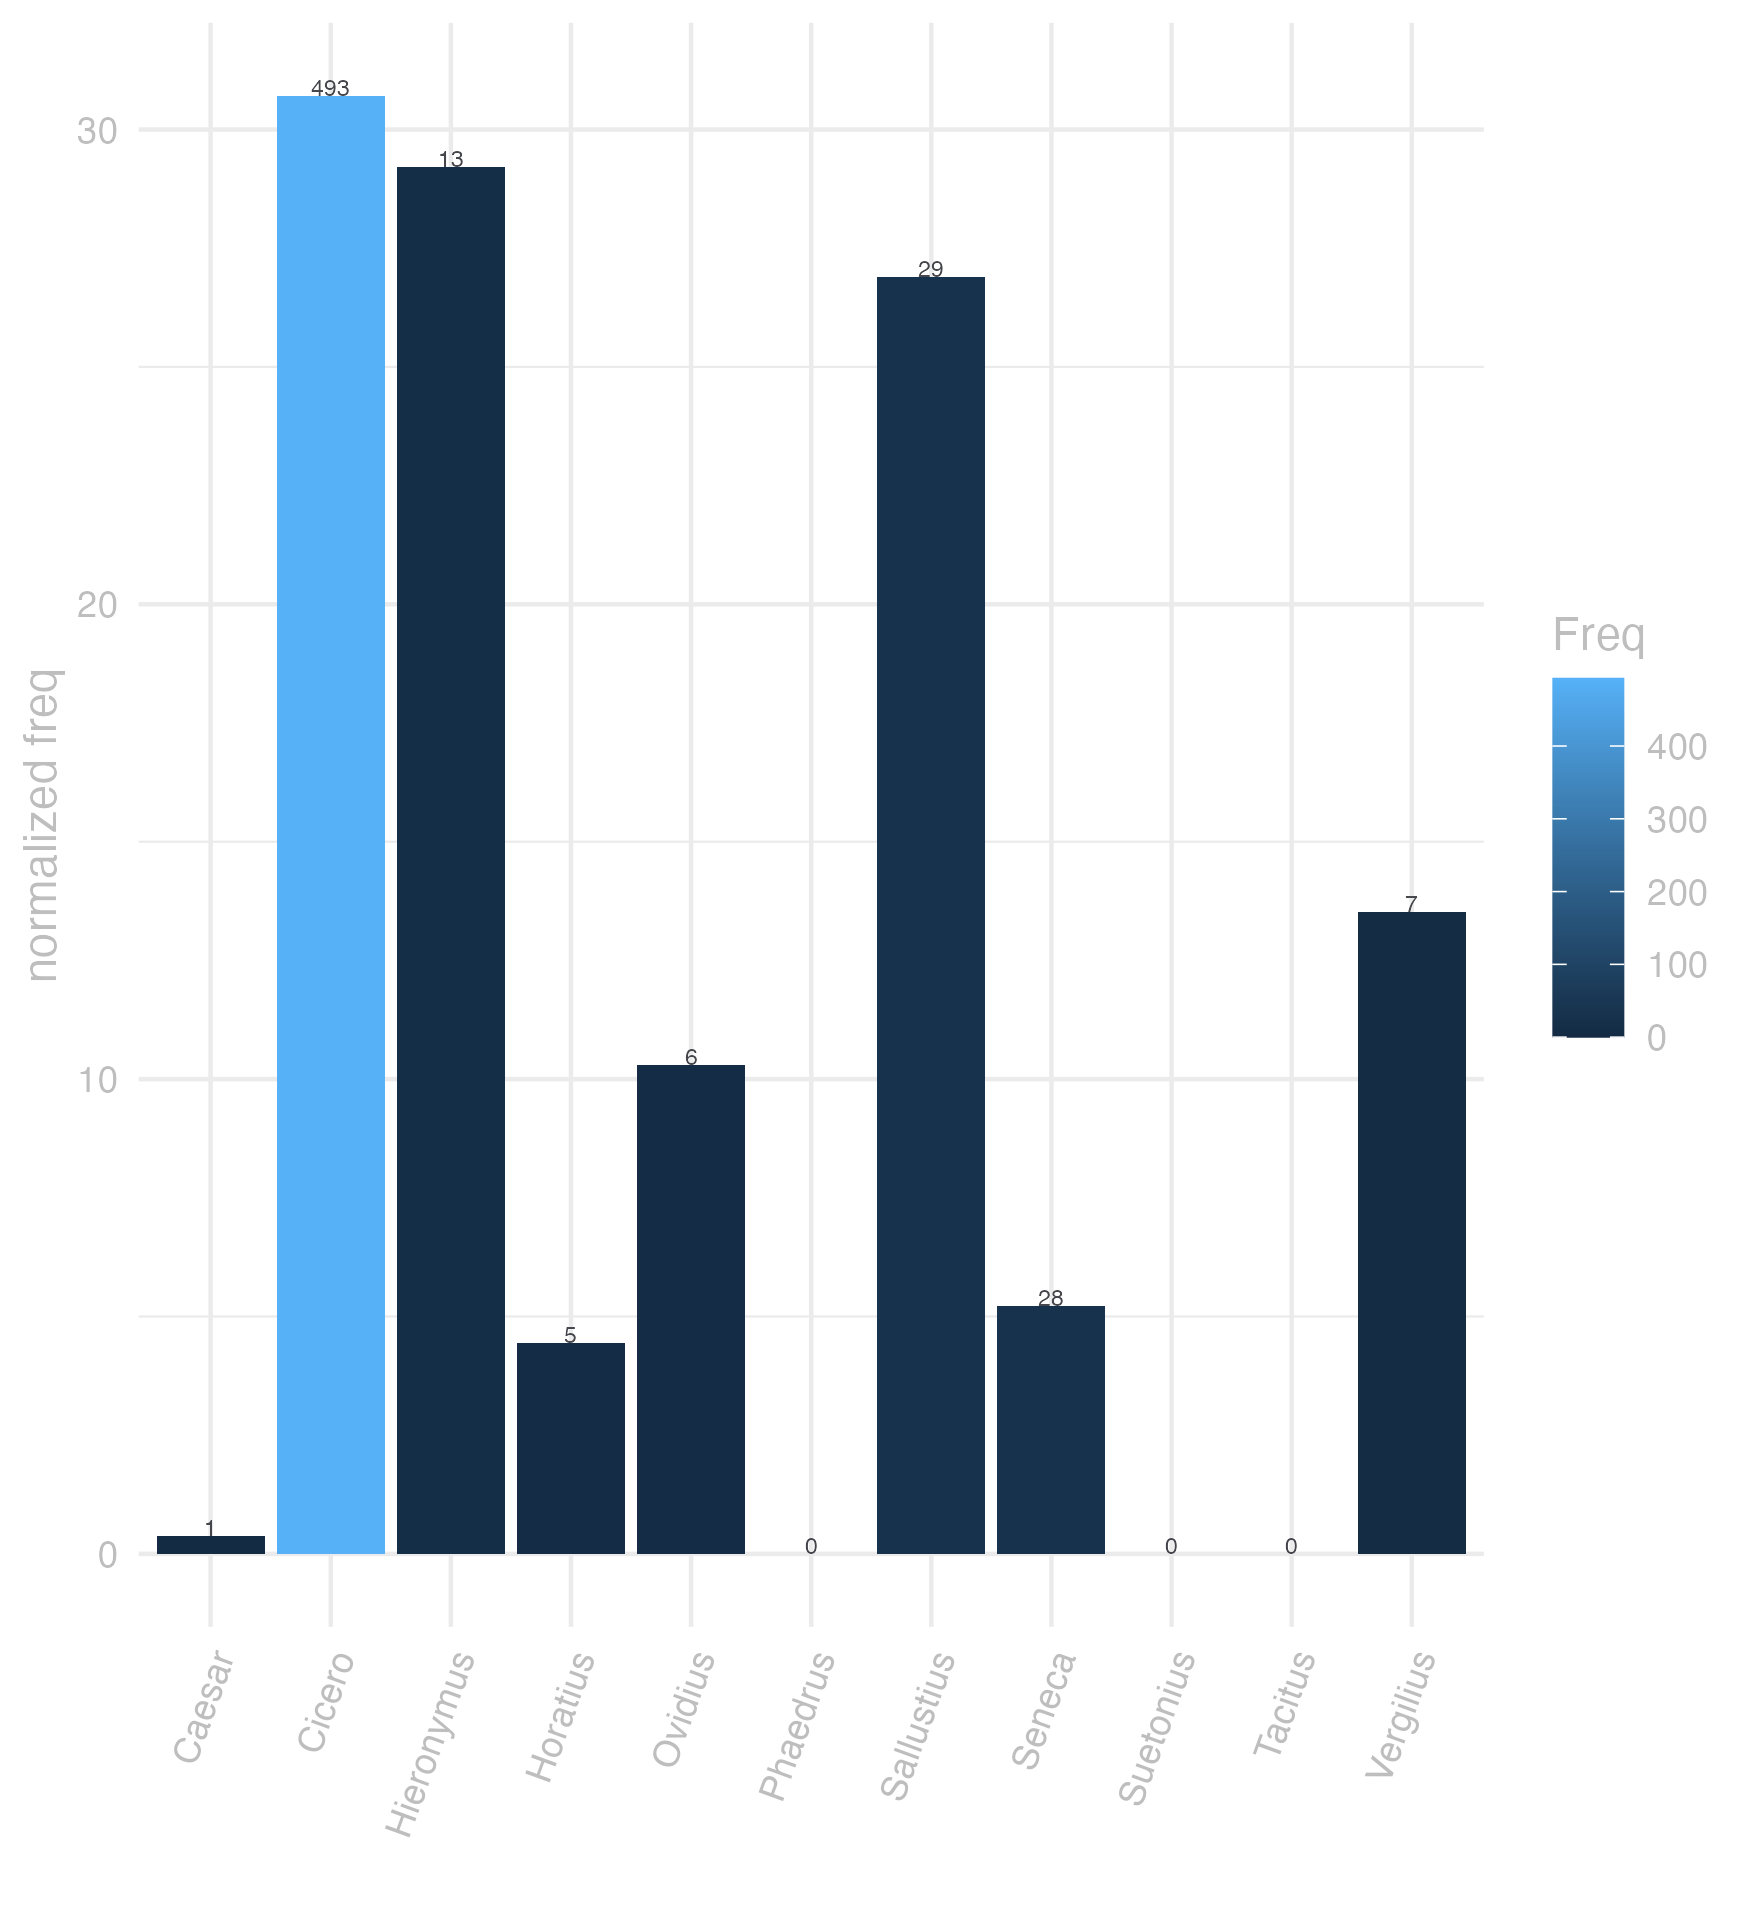 493
30
13
29
20
Freq
normalized freq
400
300
200
7
100
0
6
10
28
5
1
0
0
0
0
Caesar
Cicero
Hieronymus
Horatius
Ovidius
Phaedrus
Sallustius
Seneca
Suetonius
Tacitus
Vergilius